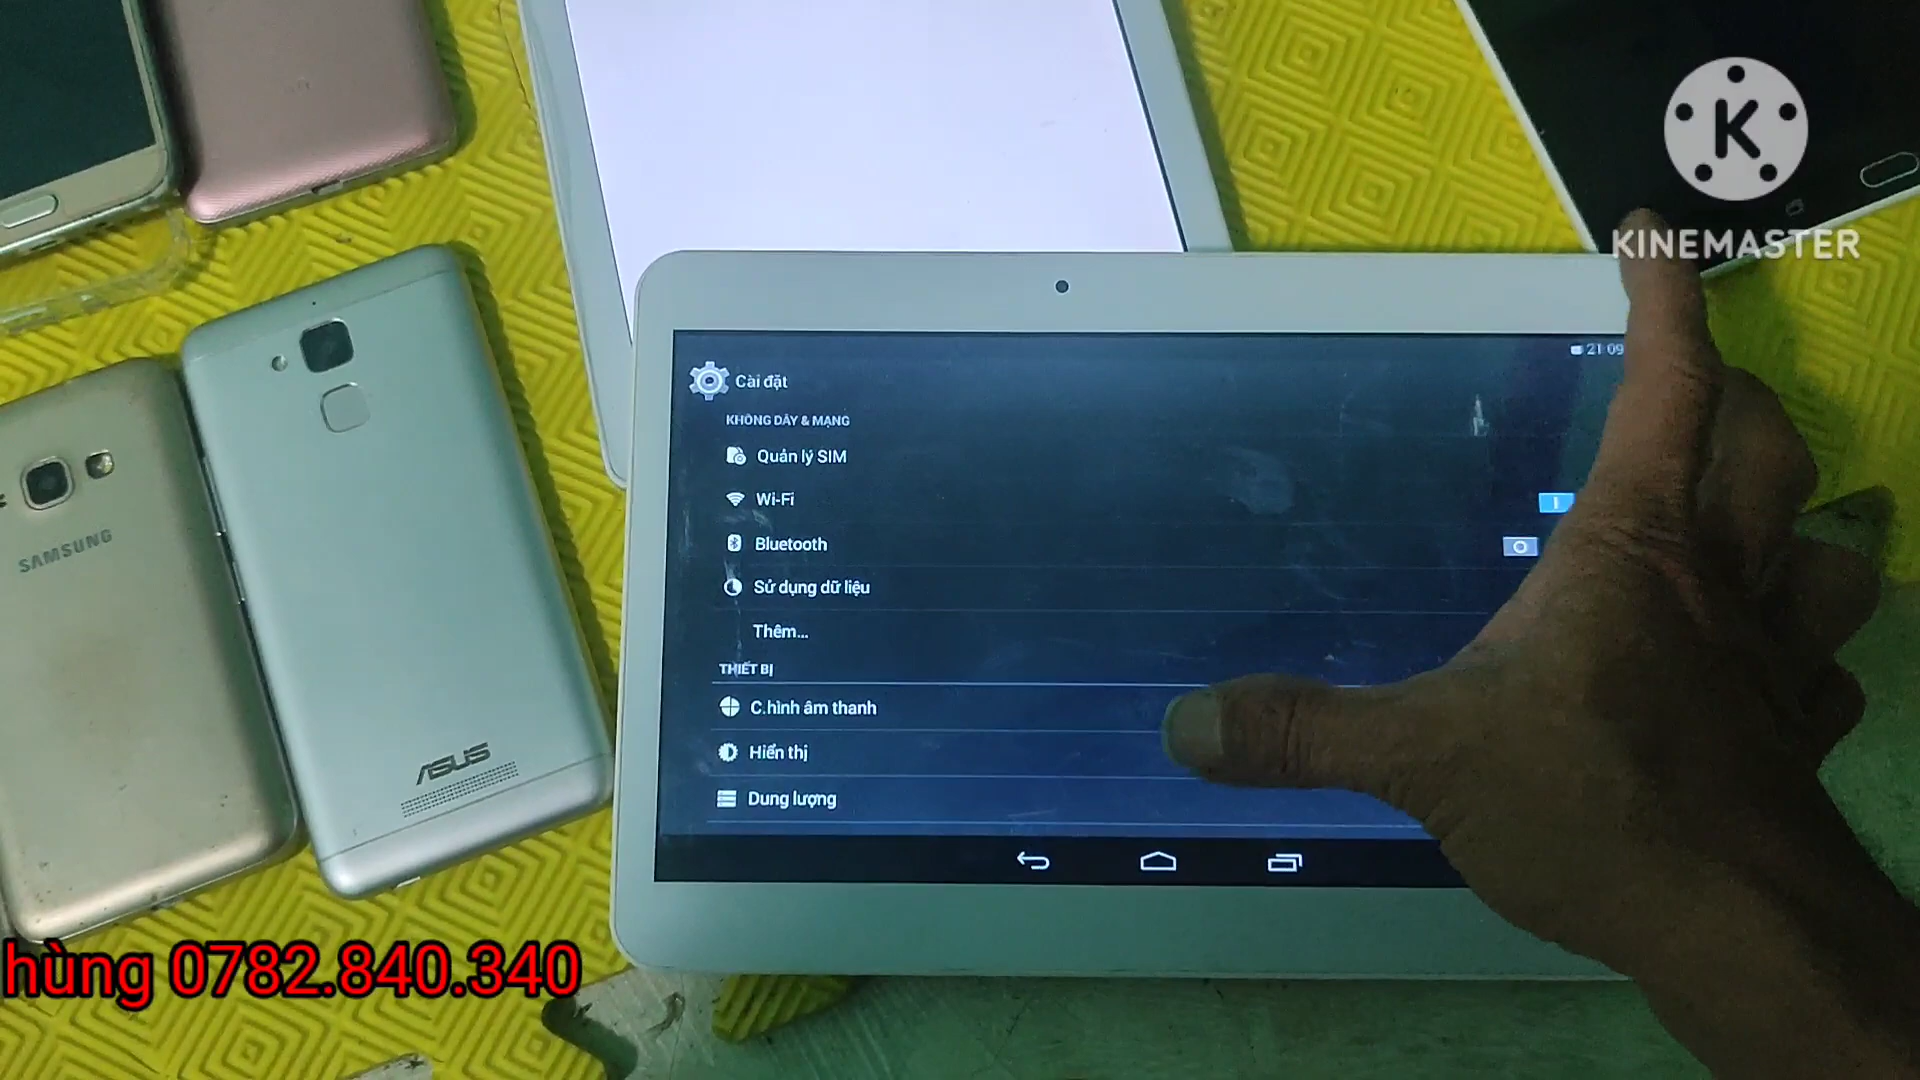 K
KINEMASTER
21:09
Cài đặt
KHÔNG DÂY & MẠNG
Quản lý SIM
Wi-Fi
Bluetooth
Sử dụng dữ liệu
Thêm...
THIẾT BỊ
C.hình âm thanh
Hiển thị
Dung lượng
SAMSUNG
ASUS
hùng 0782.840.340